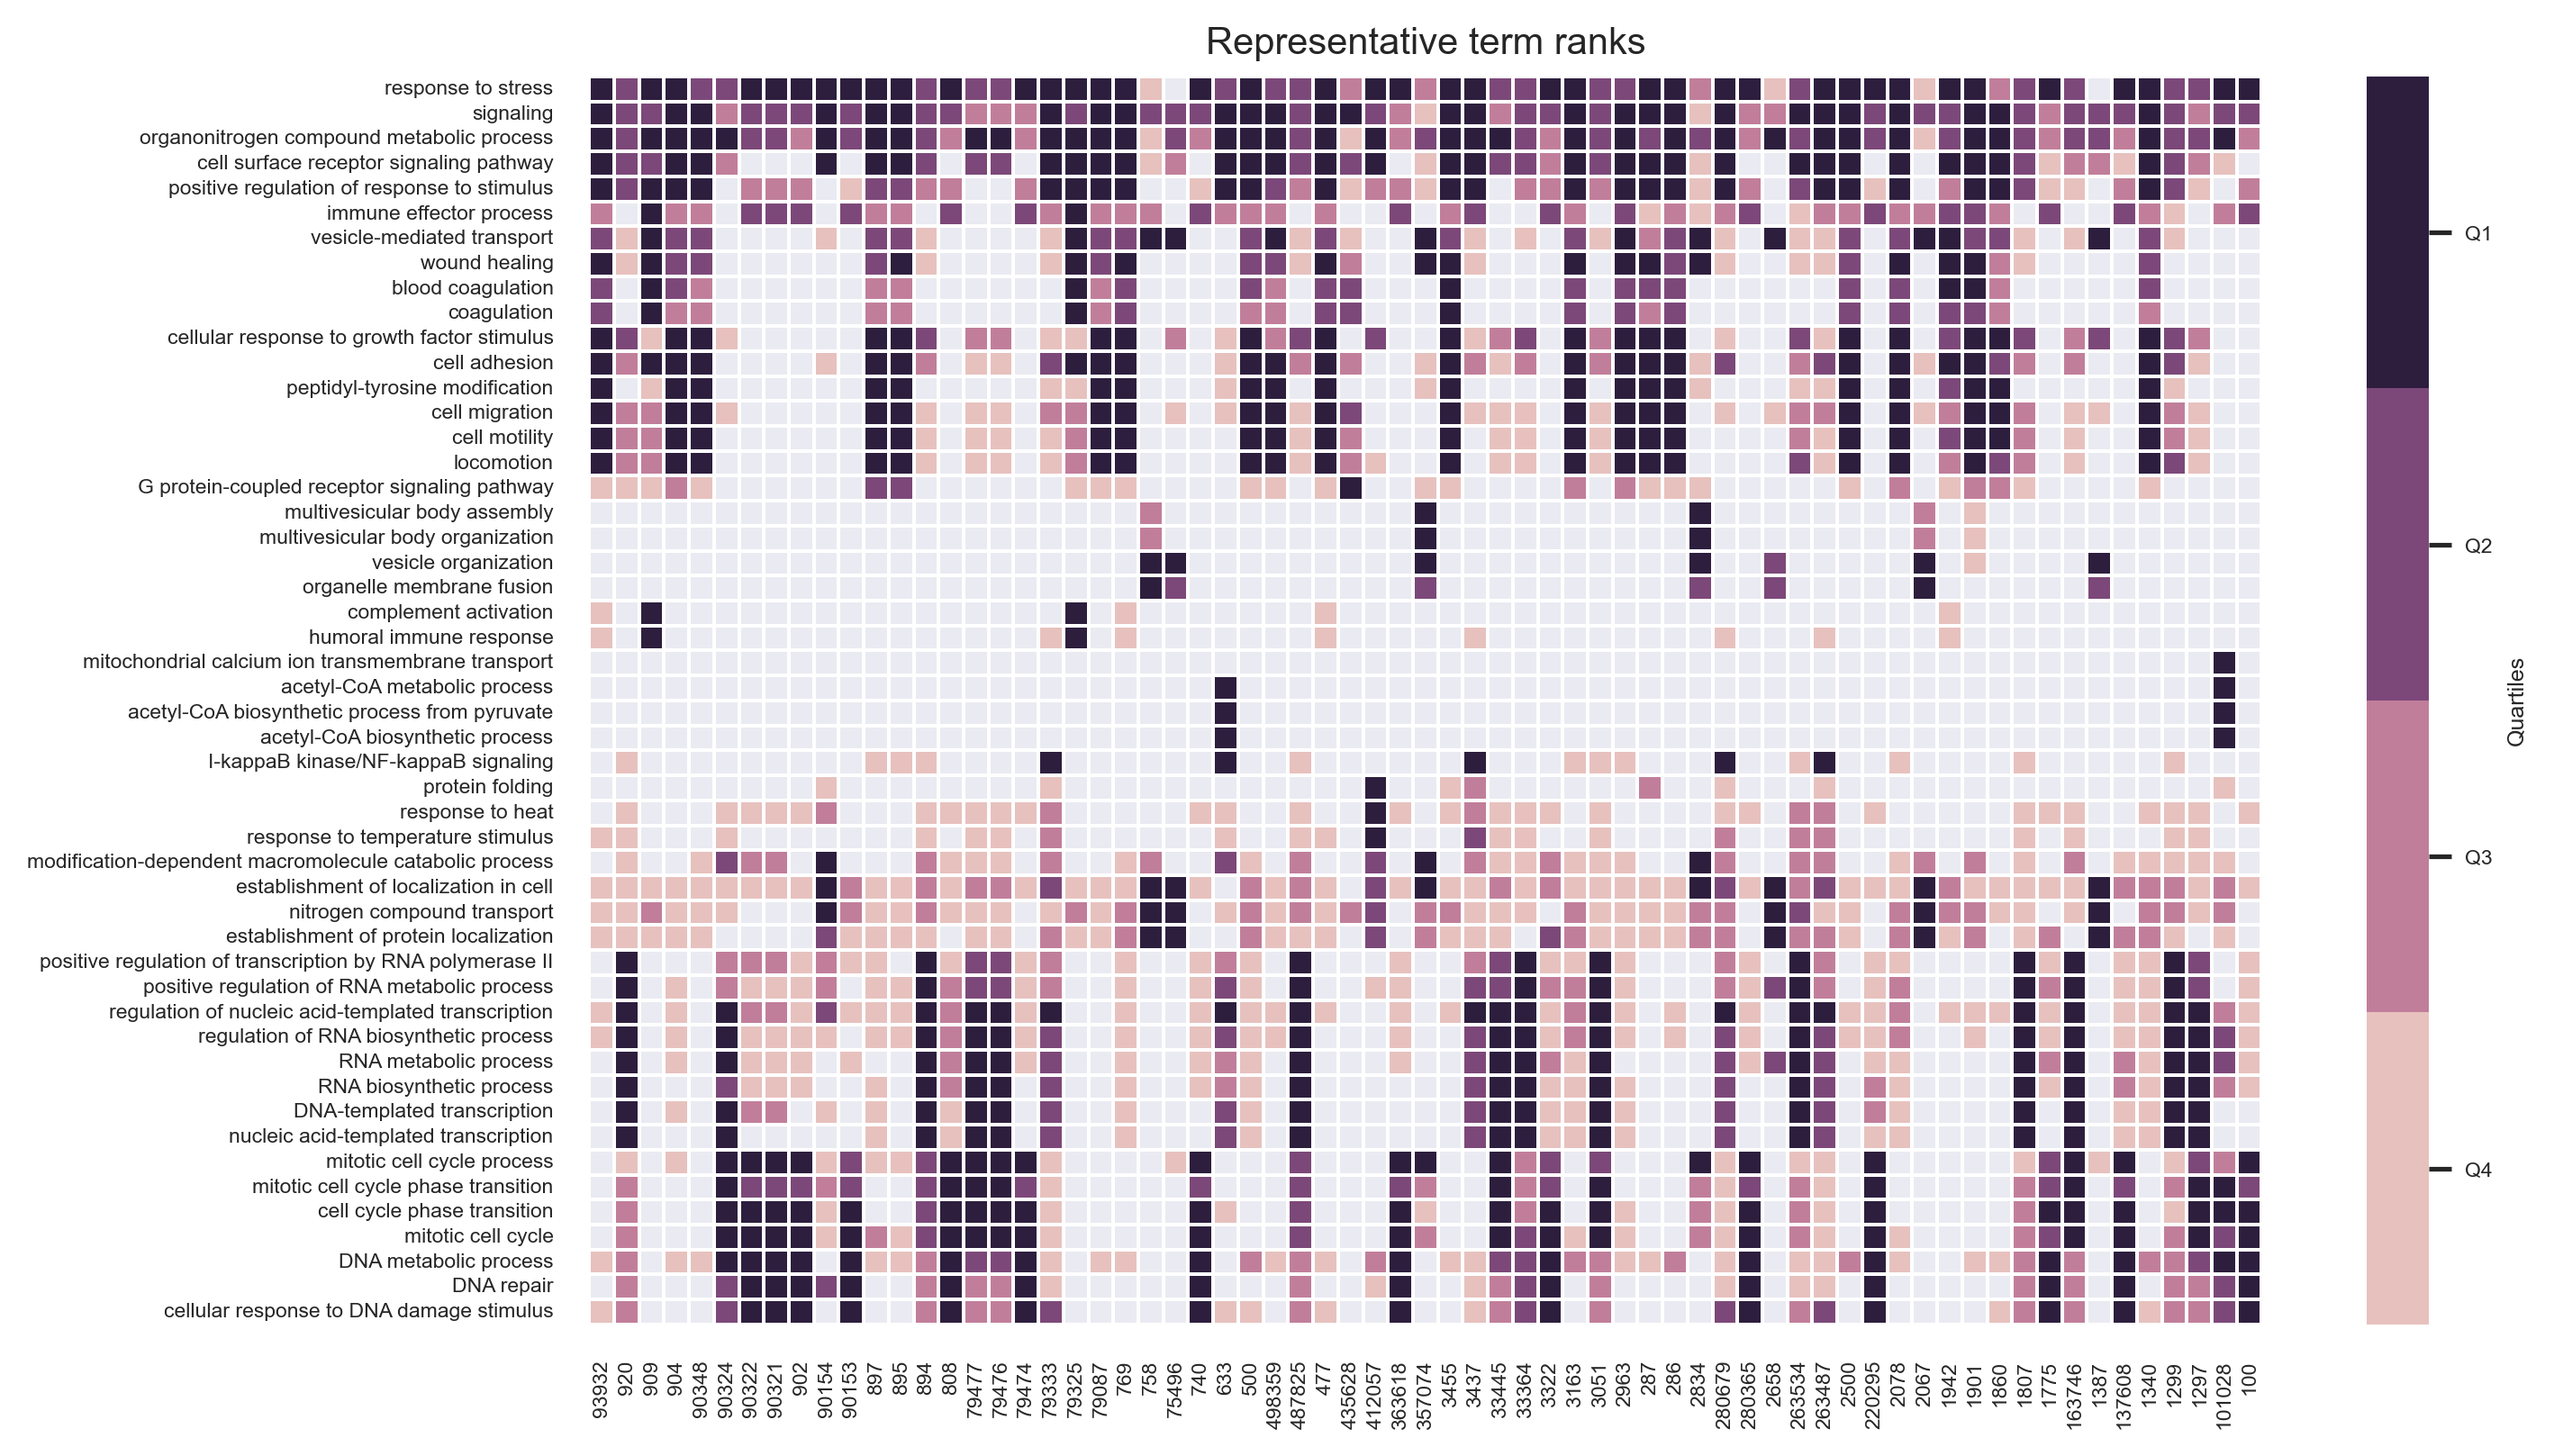 Representative term ranks
response to stress
signaling
organonitrogen compound metabolic process
cell surface receptor signaling pathway
positive regulation of response to stimulus
immune effector process
vesicle-mediated transport
wound healing
blood coagulation
coagulation
cellular response to growth factor stimulus
cell adhesion
peptidyl-tyrosine modification
cell migration
cell motility
locomotion
G protein-coupled receptor signaling pathway
multivesicular body assembly
multivesicular body organization
vesicle organization
organelle membrane fusion
complement activation
humoral immune response
mitochondrial calcium ion transmembrane transport
acetyl-CoA metabolic process
acetyl-CoA biosynthetic process from pyruvate
acetyl-CoA biosynthetic process
I-kappaB kinase/NF-kappaB signaling
protein folding
response to heat
response to temperature stimulus
modification-dependent macromolecule catabolic process
establishment of localization in cell
nitrogen compound transport
establishment of protein localization
positive regulation of transcription by RNA polymerase II
positive regulation of RNA metabolic process
regulation of nucleic acid-templated transcription
regulation of RNA biosynthetic process
RNA metabolic process
RNA biosynthetic process
DNA-templated transcription
nucleic acid-templated transcription
mitotic cell cycle process
mitotic cell cycle phase transition
cell cycle phase transition
mitotic cell cycle
DNA metabolic process
DNA repair
cellular response to DNA damage stimulus
93932
920
909
904
90348
90324
90322
90321
902
90154
90153
897
895
894
808
79477
79476
79474
79333
79325
79087
769
758
75496
740
633
500
498359
487825
477
435628
412057
363618
357074
3455
3437
33445
33364
3322
3163
3051
2963
287
286
2834
280679
280365
2658
263534
263487
2500
220295
2078
2067
1942
1901
1860
1807
1775
163746
1387
137608
1340
1299
1297
101028
100
Q1
Q2
Q3
Q4
Quartiles